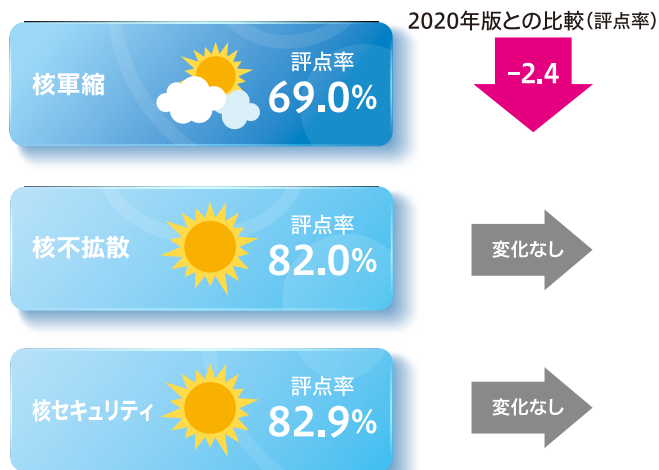 2020年版との比較(評点率)
核軍縮
評点率
69.0%
-2.4
核不拡散
評点率
82.0%
変化なし
核セキュリティ
評点率
82.9%
変化なし